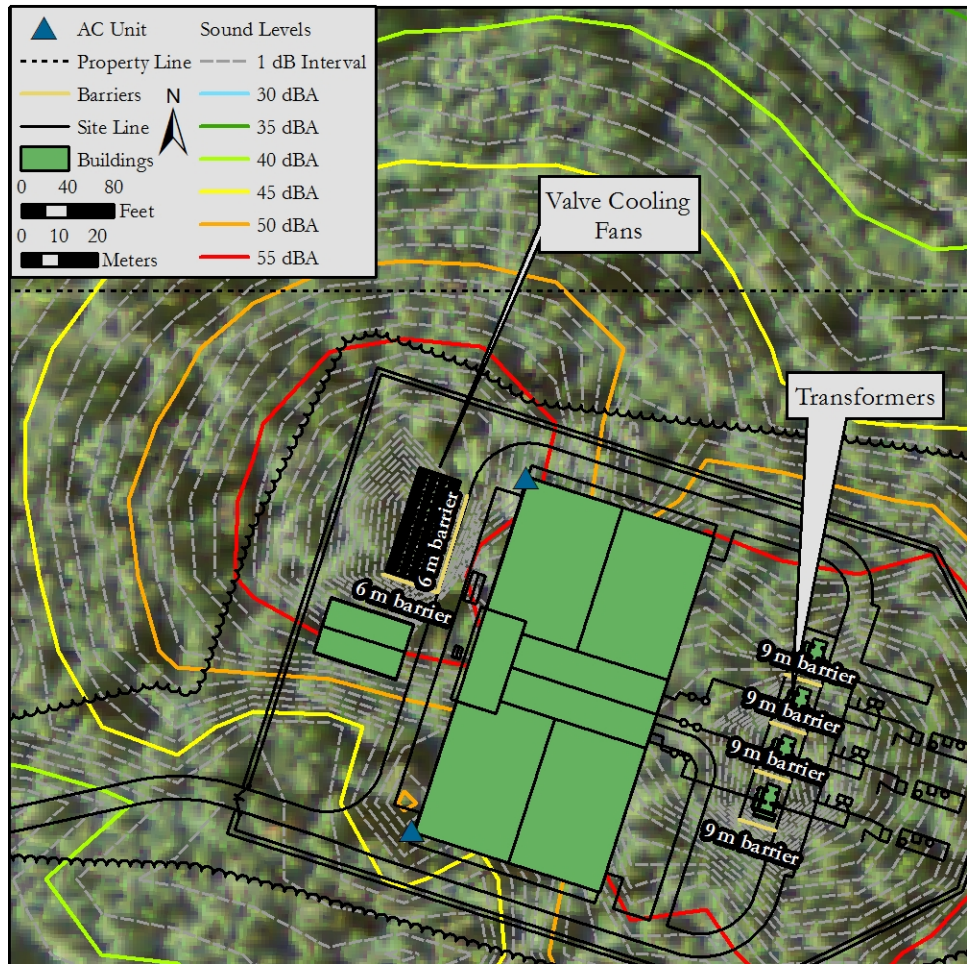 AC Unit
Property Line
Barriers
Site Line
Buildings
0 40 80
Feet
0 10 20
Meters
N
Sound Levels
1 dB Interval
30 dBA
35 dBA
40 dBA
45 dBA
50 dBA
55 dBA
Valve Cooling
Fans
Transformers
6 m barrier
6 m barrier
9 m barrier
9 m barrier
9 m barrier
9 m barrier